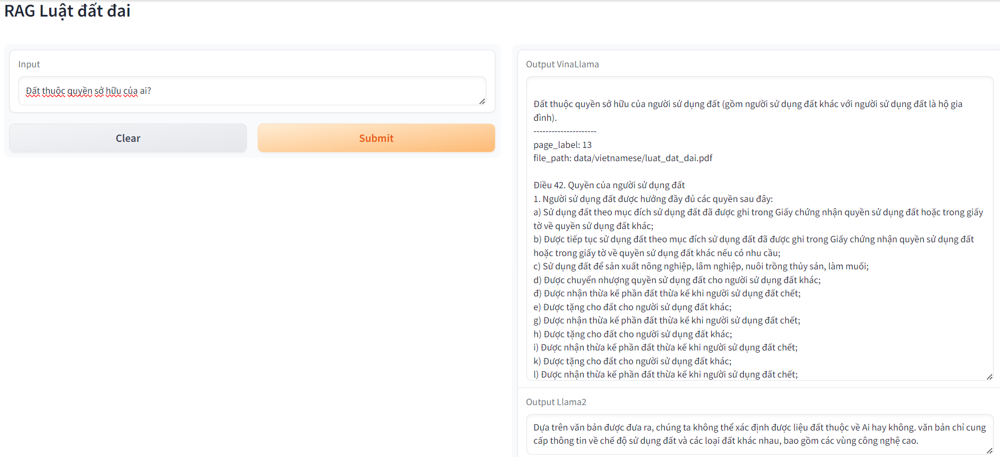 RAG Luật đất đai
Input
Đất thuộc quyền sở hữu của ai?
Clear
Submit
Output VinaLlama
Đất thuộc quyền sở hữu của người sử dụng đất (gồm người sử dụng đất khác với người sử dụng đất là hộ gia
đình).
---------------------
page_label: 13
file_path: data/vietnamese/luat_dat_dai.pdf
Điều 42. Quyền của người sử dụng đất
1. Người sử dụng đất được hưởng đầy đủ các quyền sau đây:
a) Sử dụng đất theo mục đích sử dụng đất đã được ghi trong Giấy chứng nhận quyền sử dụng đất hoặc trong giấy
tờ về quyền sử dụng đất khác;
b) Được tiếp tục sử dụng đất theo mục đích sử dụng đất đã được ghi trong Giấy chứng nhận quyền sử dụng đất
hoặc trong giấy tờ về quyền sử dụng đất khác nếu có nhu cầu;
c) Sử dụng đất để sản xuất nông nghiệp, lâm nghiệp, nuôi trồng thủy sản, làm muối;
d) Được chuyển nhượng quyền sử dụng đất cho người sử dụng đất khác;
đ) Được nhận thừa kế phần đất thừa kế khi người sử dụng đất chết;
e) Được tặng cho đất cho người sử dụng đất khác;
g) Được nhận thừa kế phần đất thừa kế khi người sử dụng đất chết;
h) Được tặng cho đất cho người sử dụng đất khác;
i) Được nhận thừa kế phần đất thừa kế khi người sử dụng đất chết;
k) Được tặng cho đất cho người sử dụng đất khác;
l) Được nhận thừa kế phần đất thừa kế khi người sử dụng đất chết;
Output Llama2
Dựa trên văn bản được đưa ra, chúng ta không thể xác định được liệu đất thuộc về Ai hay không. văn bản chỉ cung
cấp thông tin về chế độ sử dụng đất và các loại đất khác nhau, bao gồm các vùng công nghệ cao.